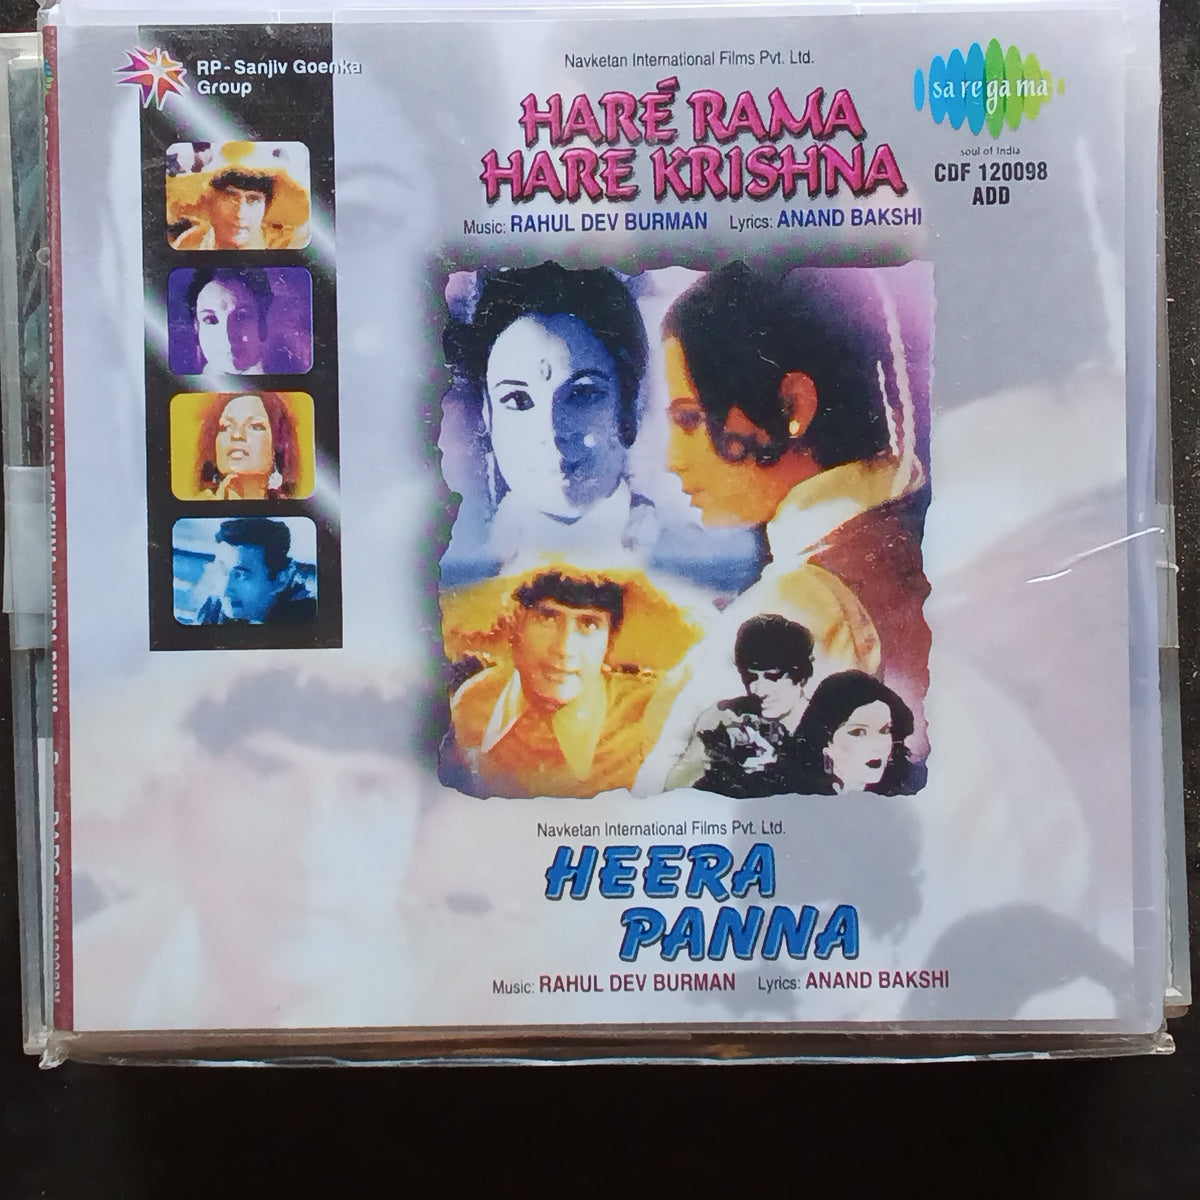 RP-Sanjiv Goenka
Group
Navketan International Films Pvt. Ltd.
HARÉ RAMA
HARE KRISHNA
Music: RAHUL DEV BURMAN Lyrics: ANAND BAKSHI
sa re ga ma
soul of India
CDF 120098
ADD
Navketan International Films Pvt. Ltd.
HEERA
PANNA
Music: RAHUL DEV BURMAN Lyrics: ANAND BAKSHI